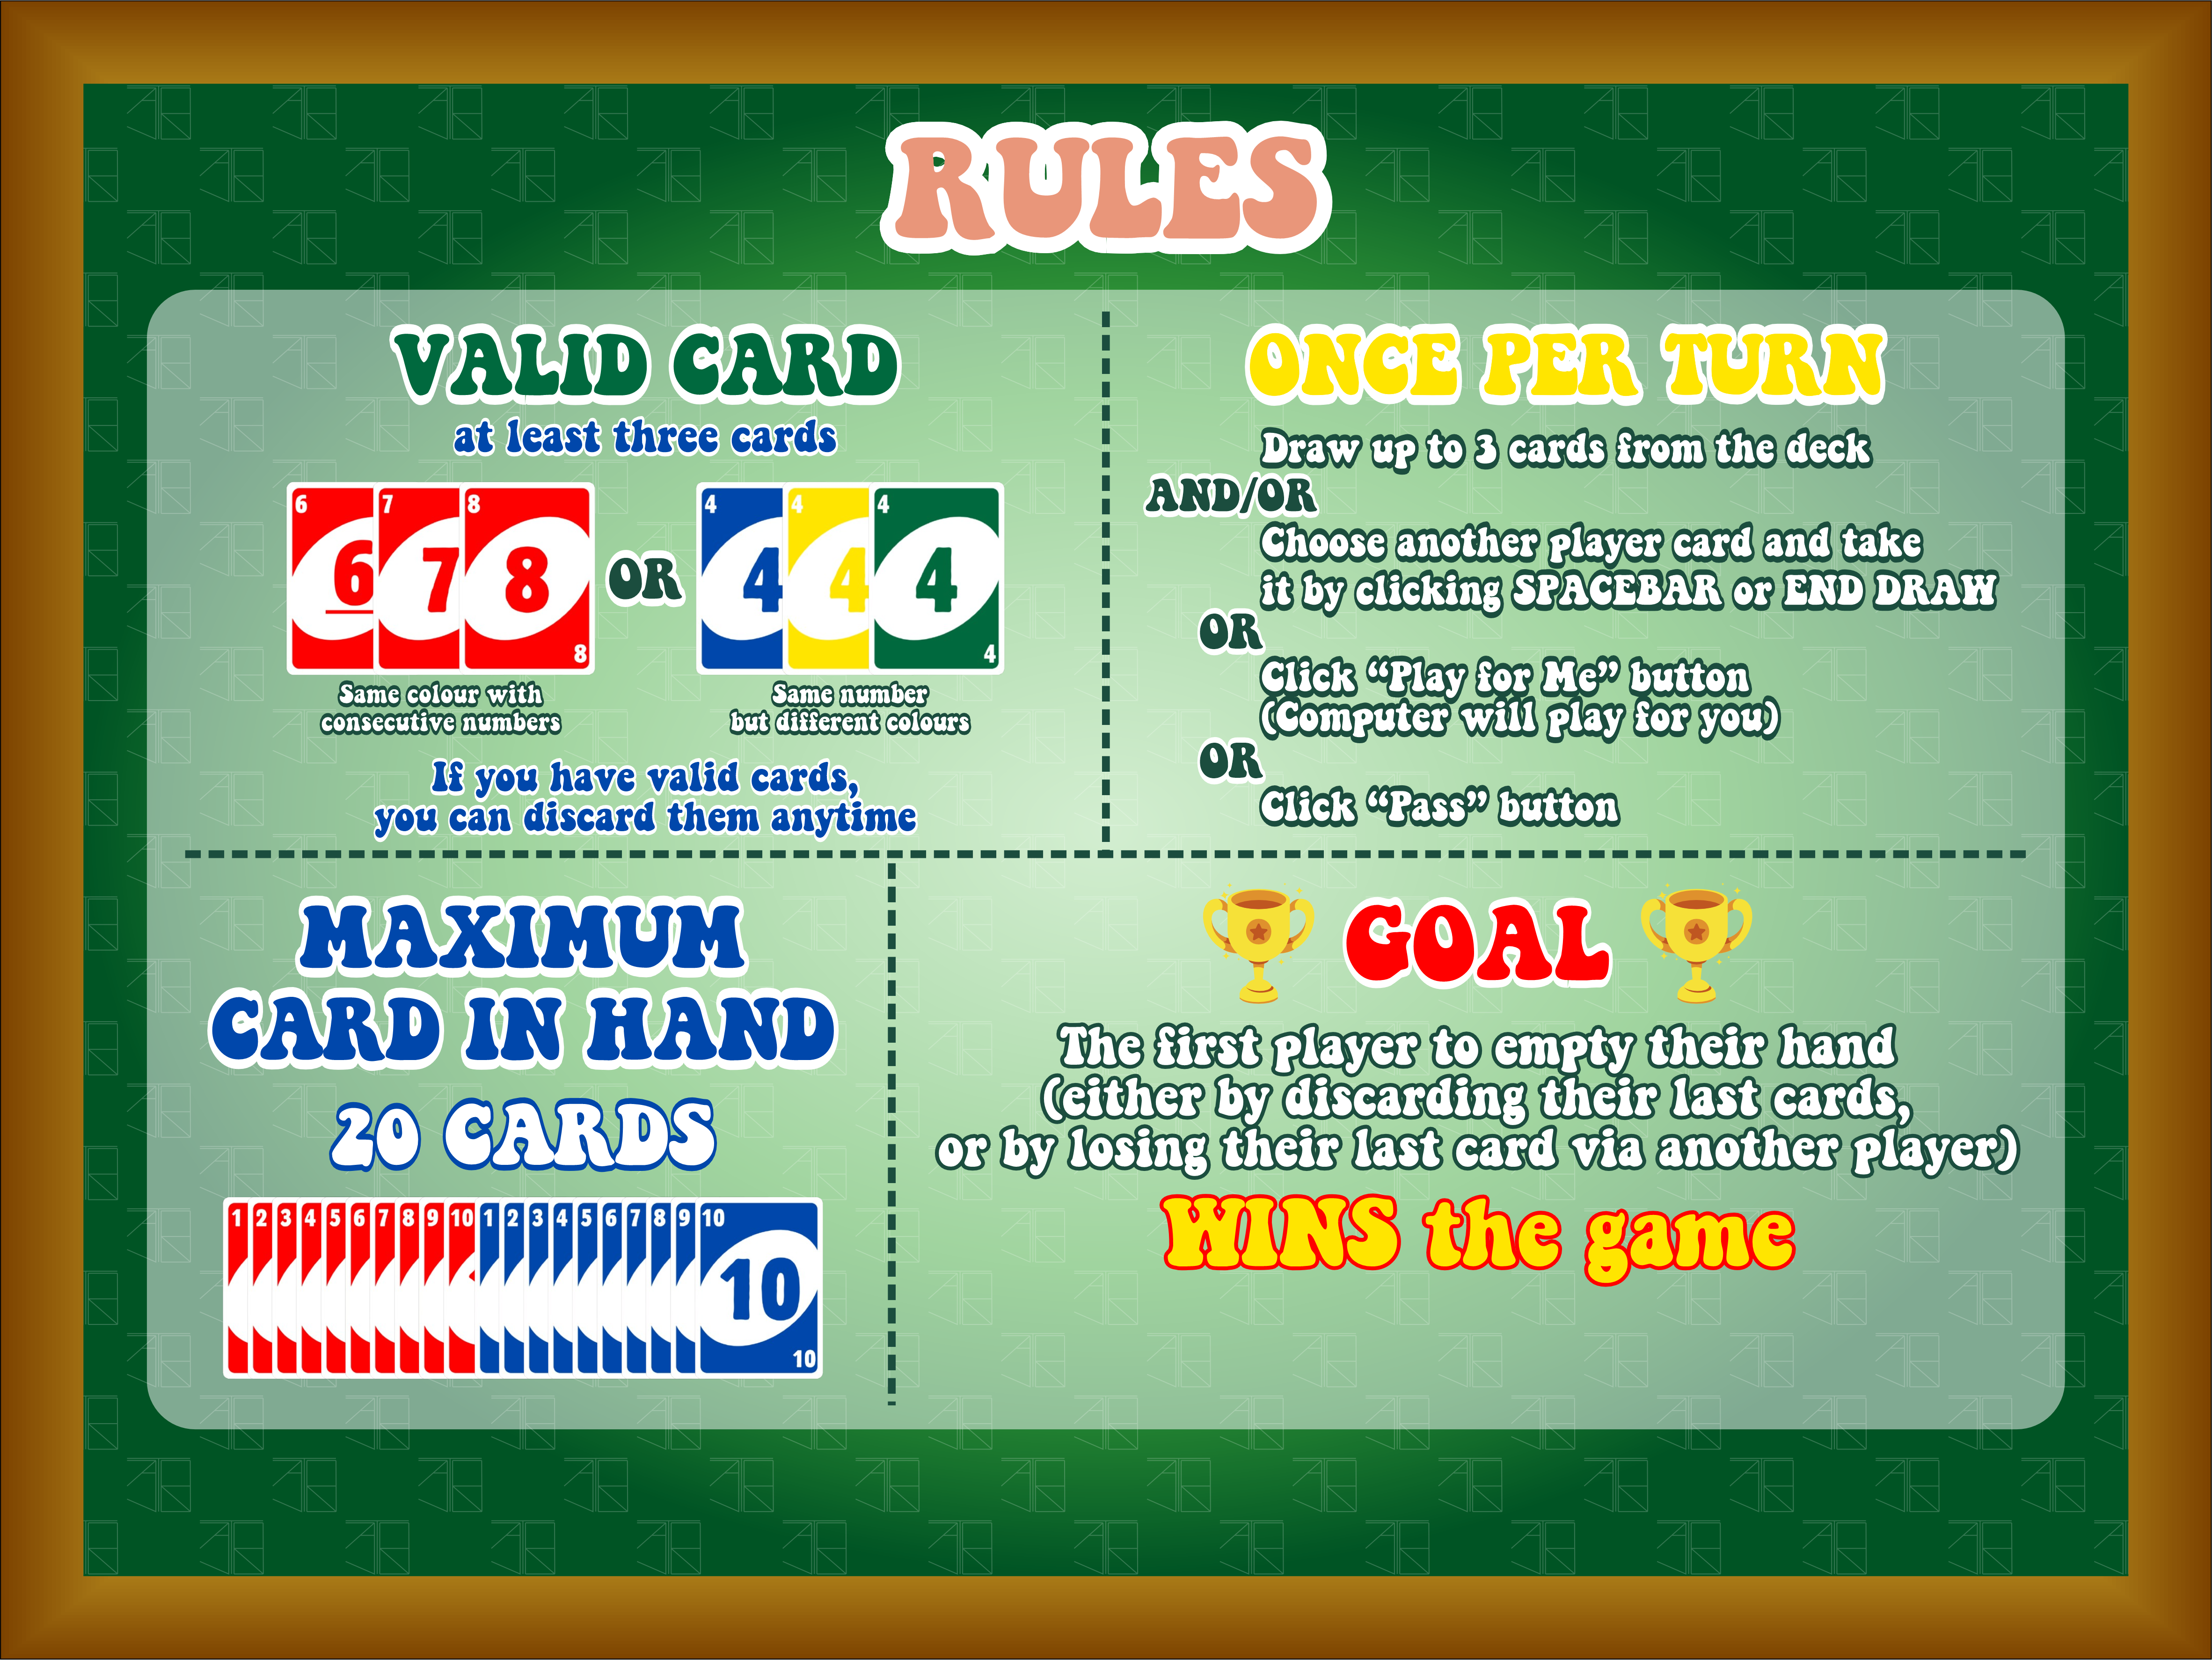 RULES
VALID CARD
at least three cards
6 7 8
6 7 8
8
OR
4 4 4
4 4 4
4
Same colour with
consecutive numbers
Same number
but different colours
If you have valid cards,
you can discard them anytime
ONCE PER TURN
Draw up to 3 cards from the deck
AND/OR
Choose another player card and take
it by clicking SPACEBAR or END DRAW
OR
Click “Play for Me” button
(Computer will play for you)
OR
Click “Pass” button
MAXIMUM
CARD IN HAND
20 CARDS
1 2 3 4 5 6 7 8 9 10 1 2 3 4 5 6 7 8 9 10
10
10
GOAL
The first player to empty their hand
(either by discarding their last cards,
or by losing their last card via another player)
WINS the game